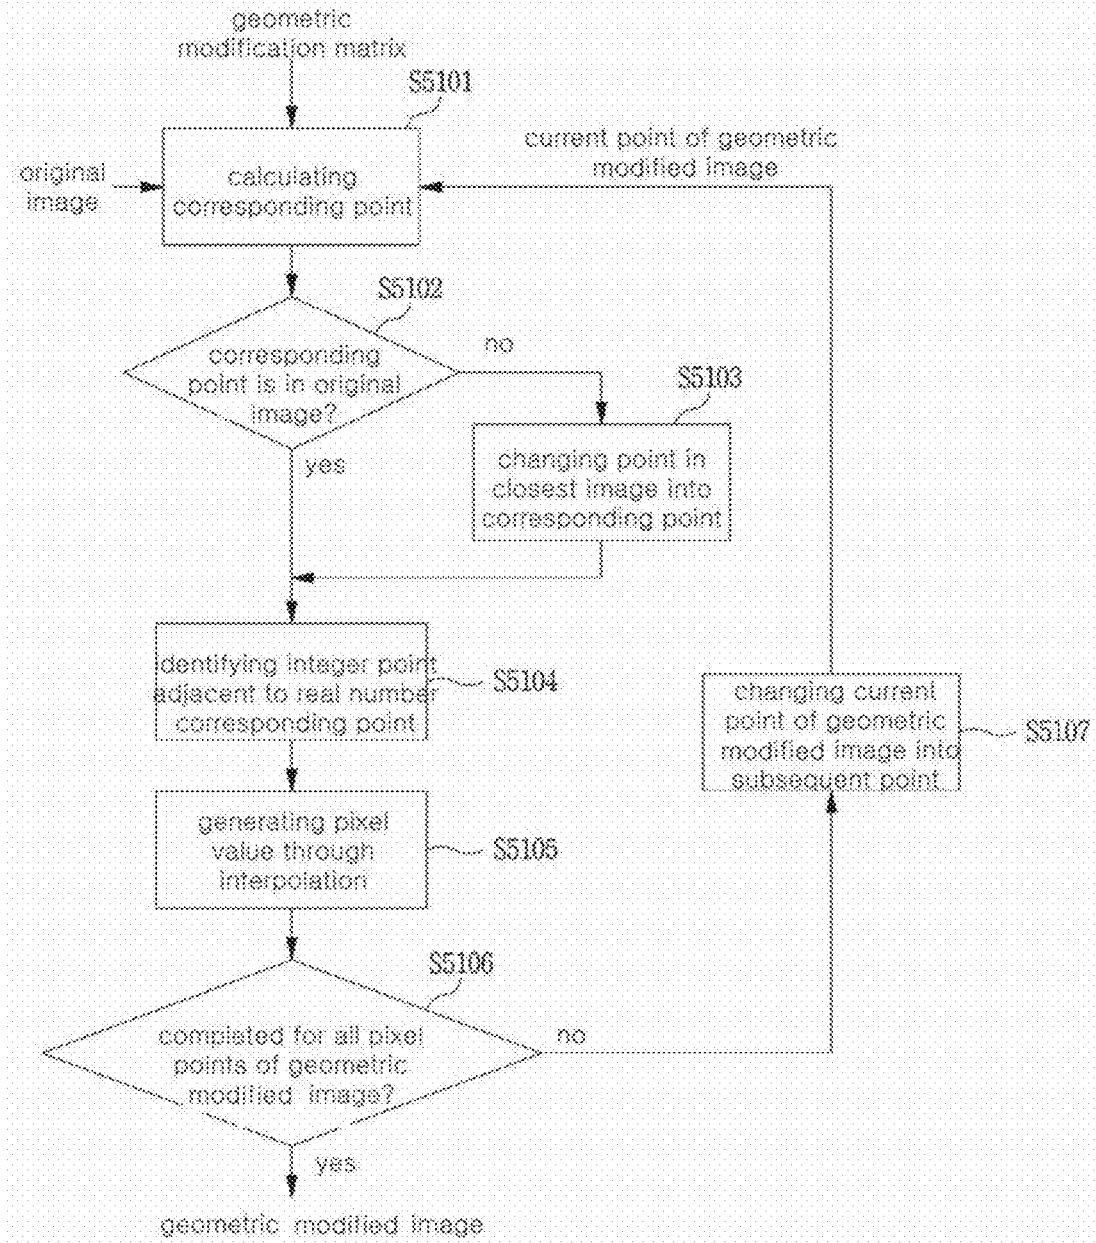 geometric
modification matrix
S5101
original
image
calculating
corresponding point
current point of geometric
modified image
S5102
corresponding
point is in original
image?
no
yes
S5103
changing point in
closest image into
corresponding point
identifying integer point
adjacent to real number
corresponding point
S5104
changing current
point of geometric
modified image into
subsequent point
S5107
generating pixel
value through
interpolation
S5105
S5106
completed for all pixel
points of geometric
modified image?
no
yes
geometric modified image